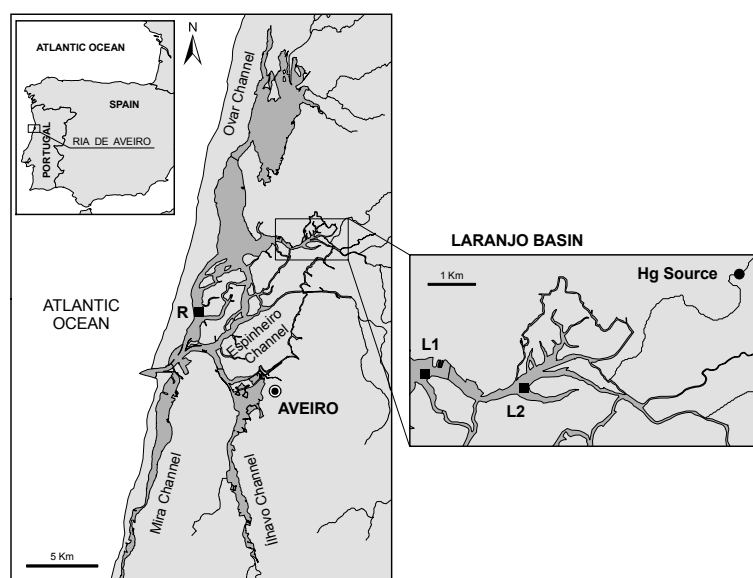 ATLANTIC OCEAN
SPAIN
PORTUGAL
RIA DE AVEIRO
N
Ovar Channel
ATLANTIC
OCEAN
R
Espinheiro
Channel
AVEIRO
Mira Channel
Ílhavo Channel
5 Km
LARANJO BASIN
1 Km
Hg Source
L1
L2